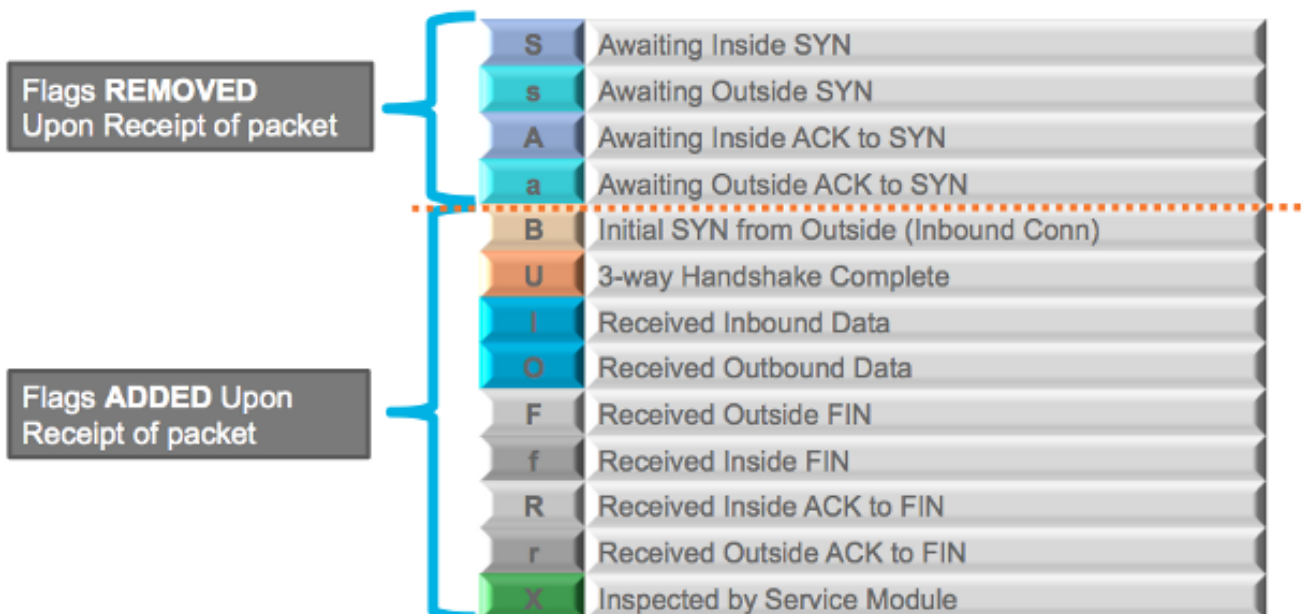 Flags REMOVED
Upon Receipt of packet
S Awaiting Inside SYN
s Awaiting Outside SYN
A Awaiting Inside ACK to SYN
a Awaiting Outside ACK to SYN
Flags ADDED Upon
Receipt of packet
B Initial SYN from Outside (Inbound Conn)
U 3-way Handshake Complete
I Received Inbound Data
O Received Outbound Data
F Received Outside FIN
f Received Inside FIN
R Received Inside ACK to FIN
r Received Outside ACK to FIN
X Inspected by Service Module